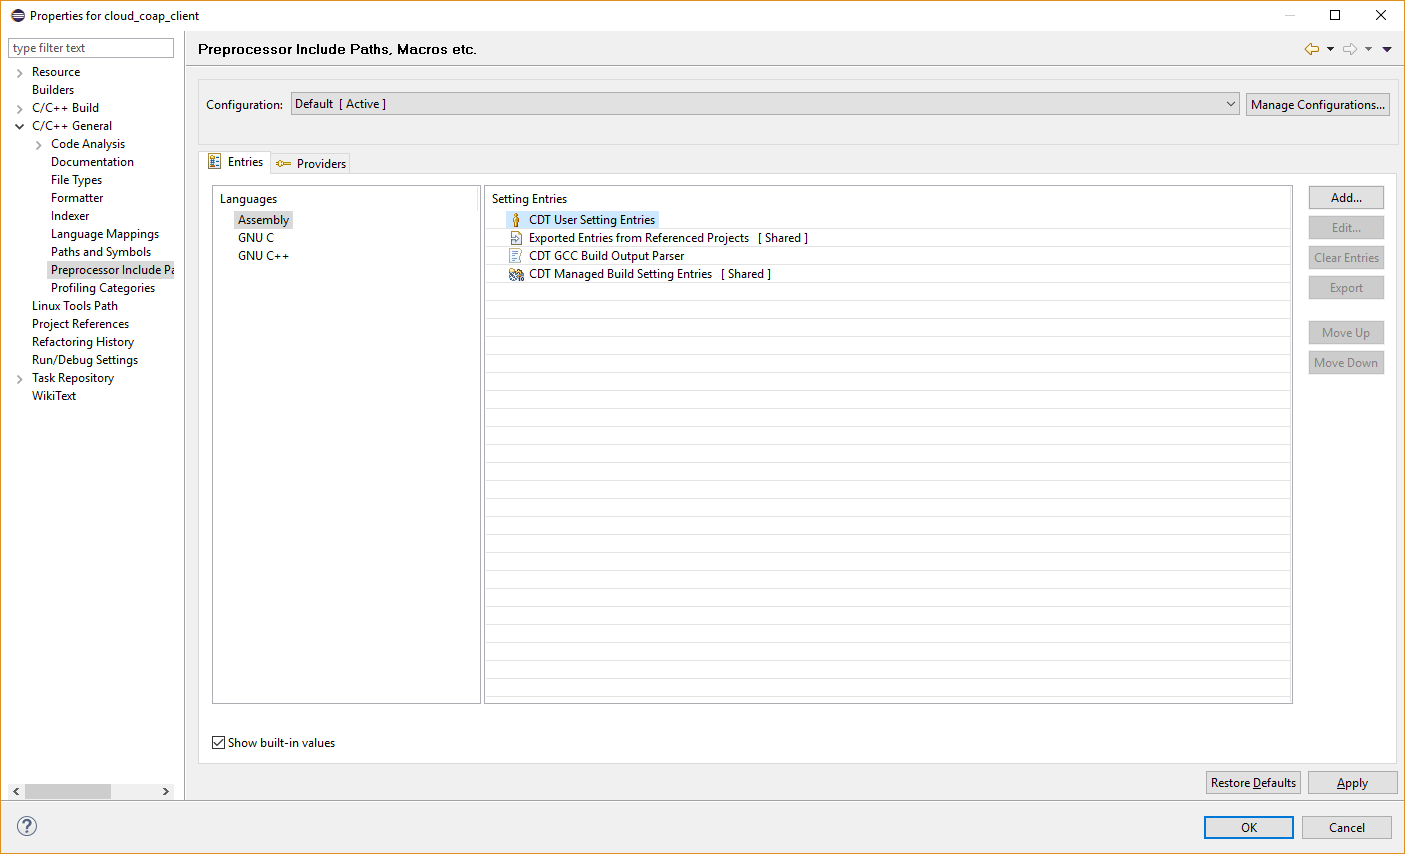 Properties for cloud_coap_client
type filter text
Resource
Builders
C/C++ Build
C/C++ General
Code Analysis
Documentation
File Types
Formatter
Indexer
Language Mappings
Paths and Symbols
Preprocessor Include Pa
Profiling Categories
Linux Tools Path
Project References
Refactoring History
Run/Debug Settings
Task Repository
WikiText
Preprocessor Include Paths, Macros etc.
Configuration: Default [ Active ] Manage Configurations...
Entries Providers
Languages
Assembly
GNU C
GNU C++
Setting Entries
CDT User Setting Entries
Exported Entries from Referenced Projects [ Shared ]
CDT GCC Build Output Parser
CDT Managed Build Setting Entries [ Shared ]
Add...
Edit...
Clear Entries
Export
Move Up
Move Down
Show built-in values
Restore Defaults Apply
OK Cancel